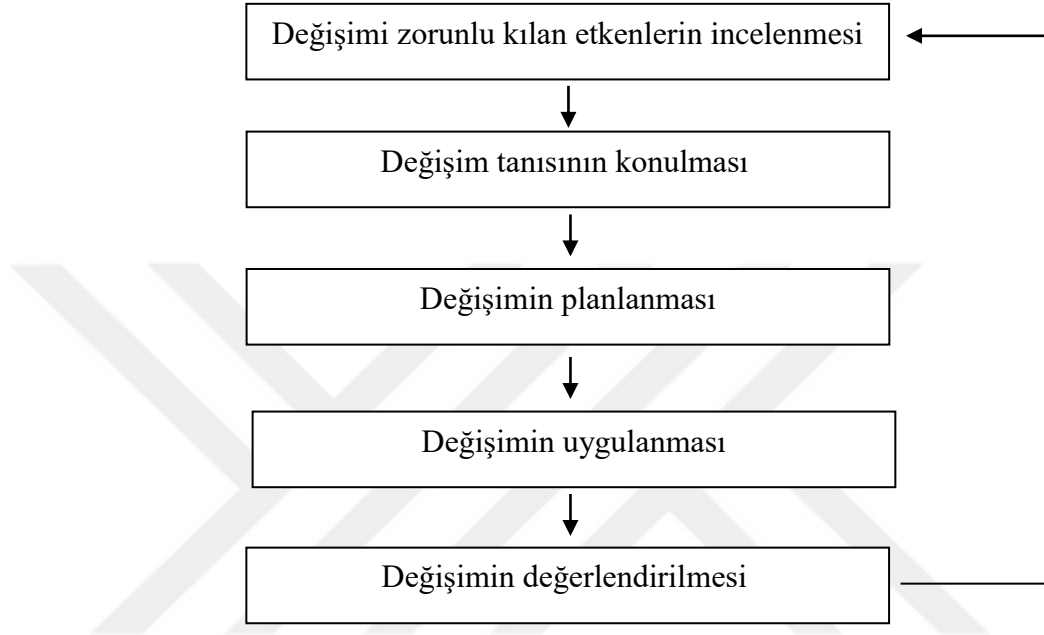 Değişimi zorunlu kılan etkenlerin incelenmesi
Değişim tanısının konulması
Değişimin planlanması
Değişimin uygulanması
Değişimin değerlendirilmesi